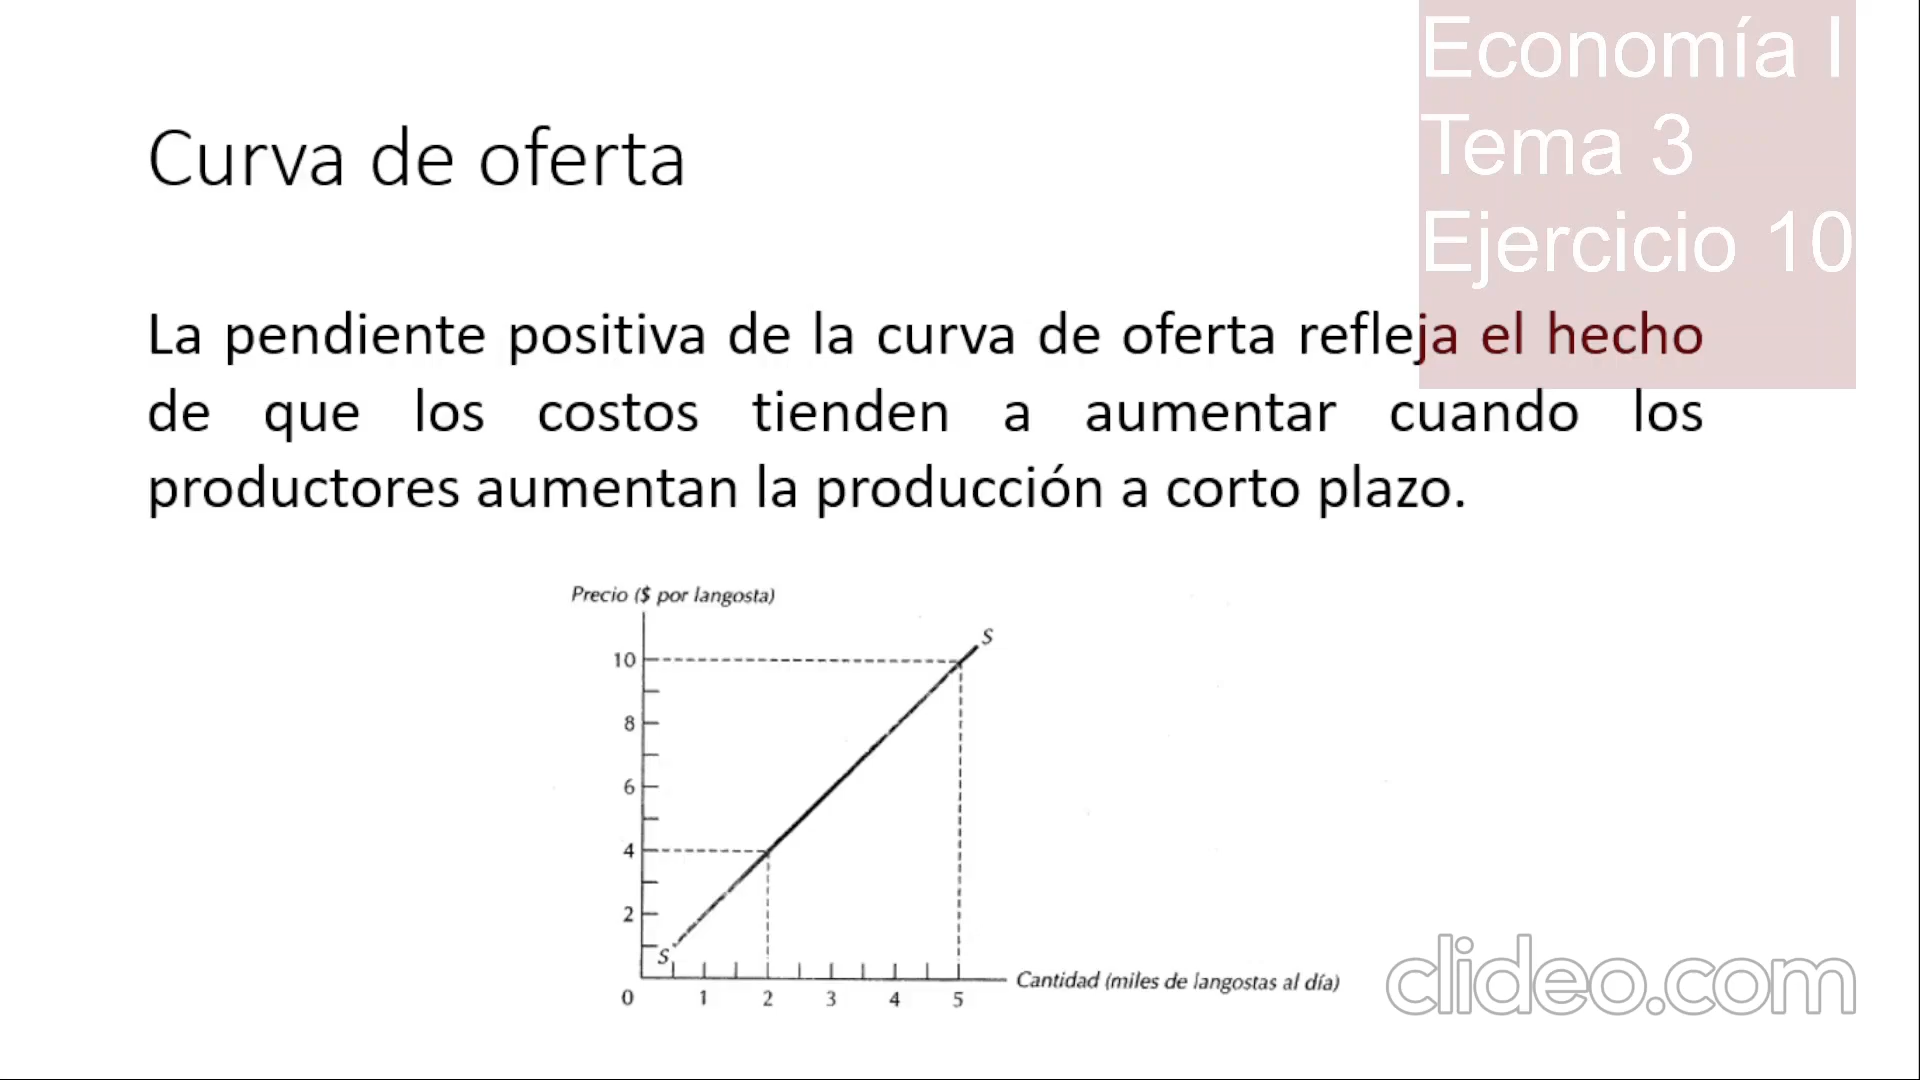 Economía I
Tema 3
Ejercicio 10
Curva de oferta
La pendiente positiva de la curva de oferta refleja el hecho
de que los costos tienden a aumentar cuando los
productores aumentan la producción a corto plazo.
Precio ($ por langosta)
S
10
8
6
4
2
S
0 1 2 3 4 5
Cantidad (miles de langostas al día)
clideo.com